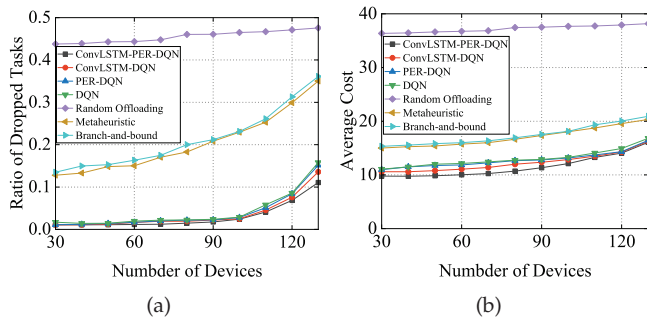 0.5
0.4
0.3
0.2
0.1
0.0
Ratio of Dropped Tasks
ConvLSTM-PER-DQN
ConvLSTM-DQN
PER-DQN
DQN
Random Offloading
Metaheuristic
Branch-and-bound
30 60 90 120
Numbder of Devices
(a)
40
30
20
10
0
Average Cost
ConvLSTM-PER-DQN
ConvLSTM-DQN
PER-DQN
DQN
Random Offloading
Metaheuristic
Branch-and-bound
30 60 90 120
Numbder of Devices
(b)